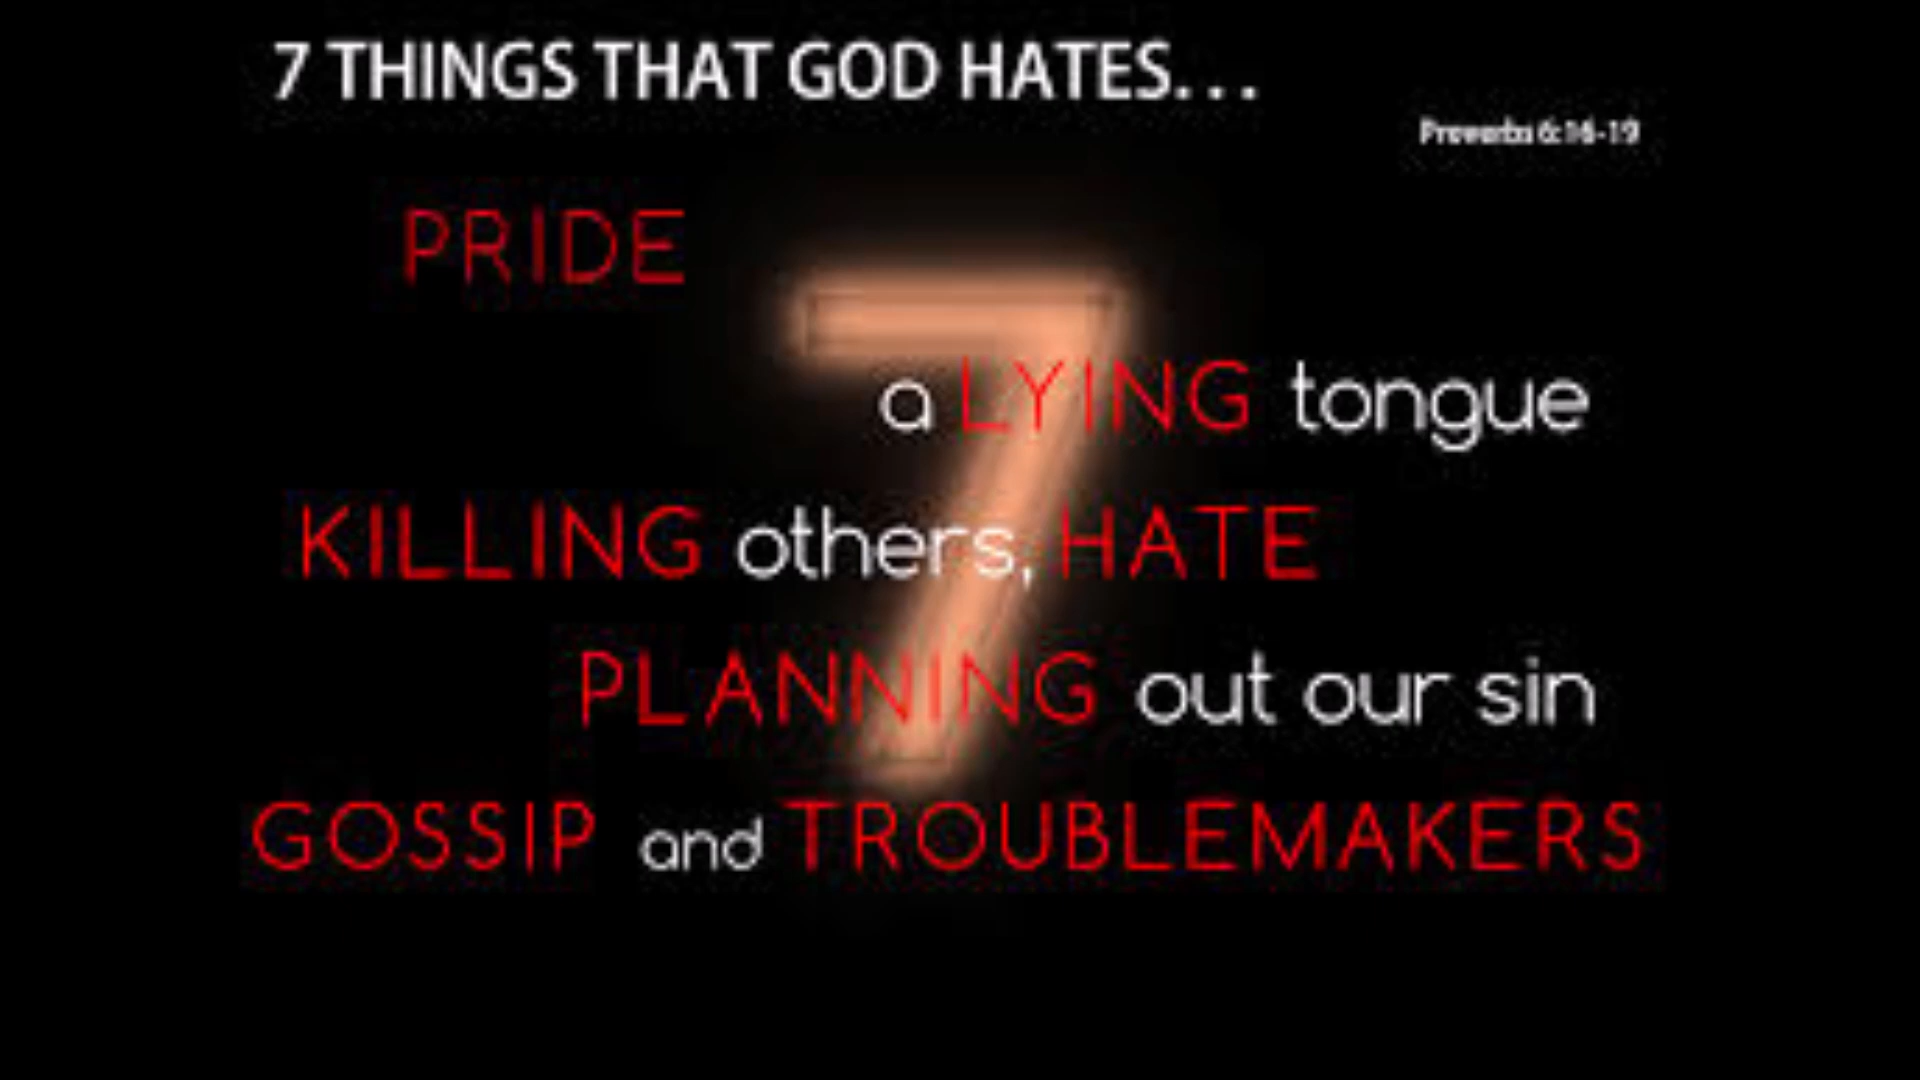 7 THINGS THAT GOD HATES...
Proverbs 6:16-19
PRIDE
7
a LYING tongue
KILLING others, HATE
PLANNING out our sin
GOSSIP and TROUBLEMAKERS